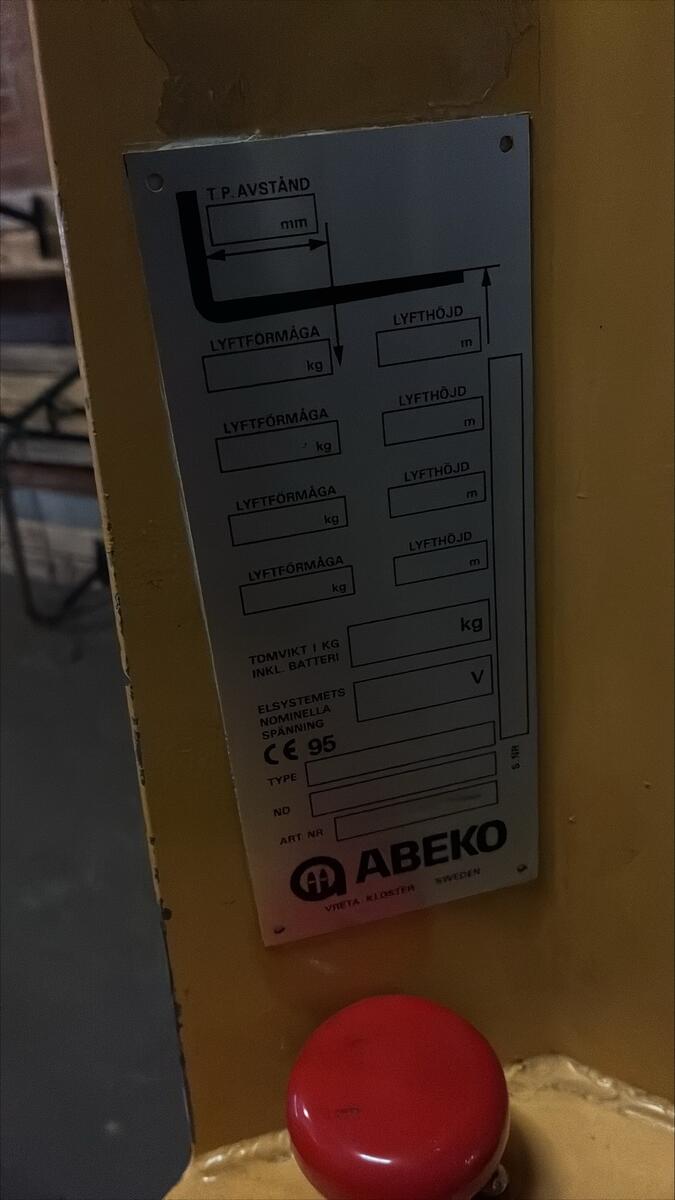 T.P. AVSTÅND
mm
LYFTFÖRMÅGA
kg
LYFTHÖJD
m
LYFTFÖRMÅGA
kg
LYFTHÖJD
m
LYFTFÖRMÅGA
kg
LYFTHÖJD
m
LYFTFÖRMÅGA
kg
LYFTHÖJD
m
TOMVIKT I KG
INKL. BATTERI
kg
ELSYSTEMETS
NOMINELLA
SPÄNNING
V
CE 95
TYPE
NO
ART. NR
S. NR
ABEKO
VRETA KLOSTER SWEDEN